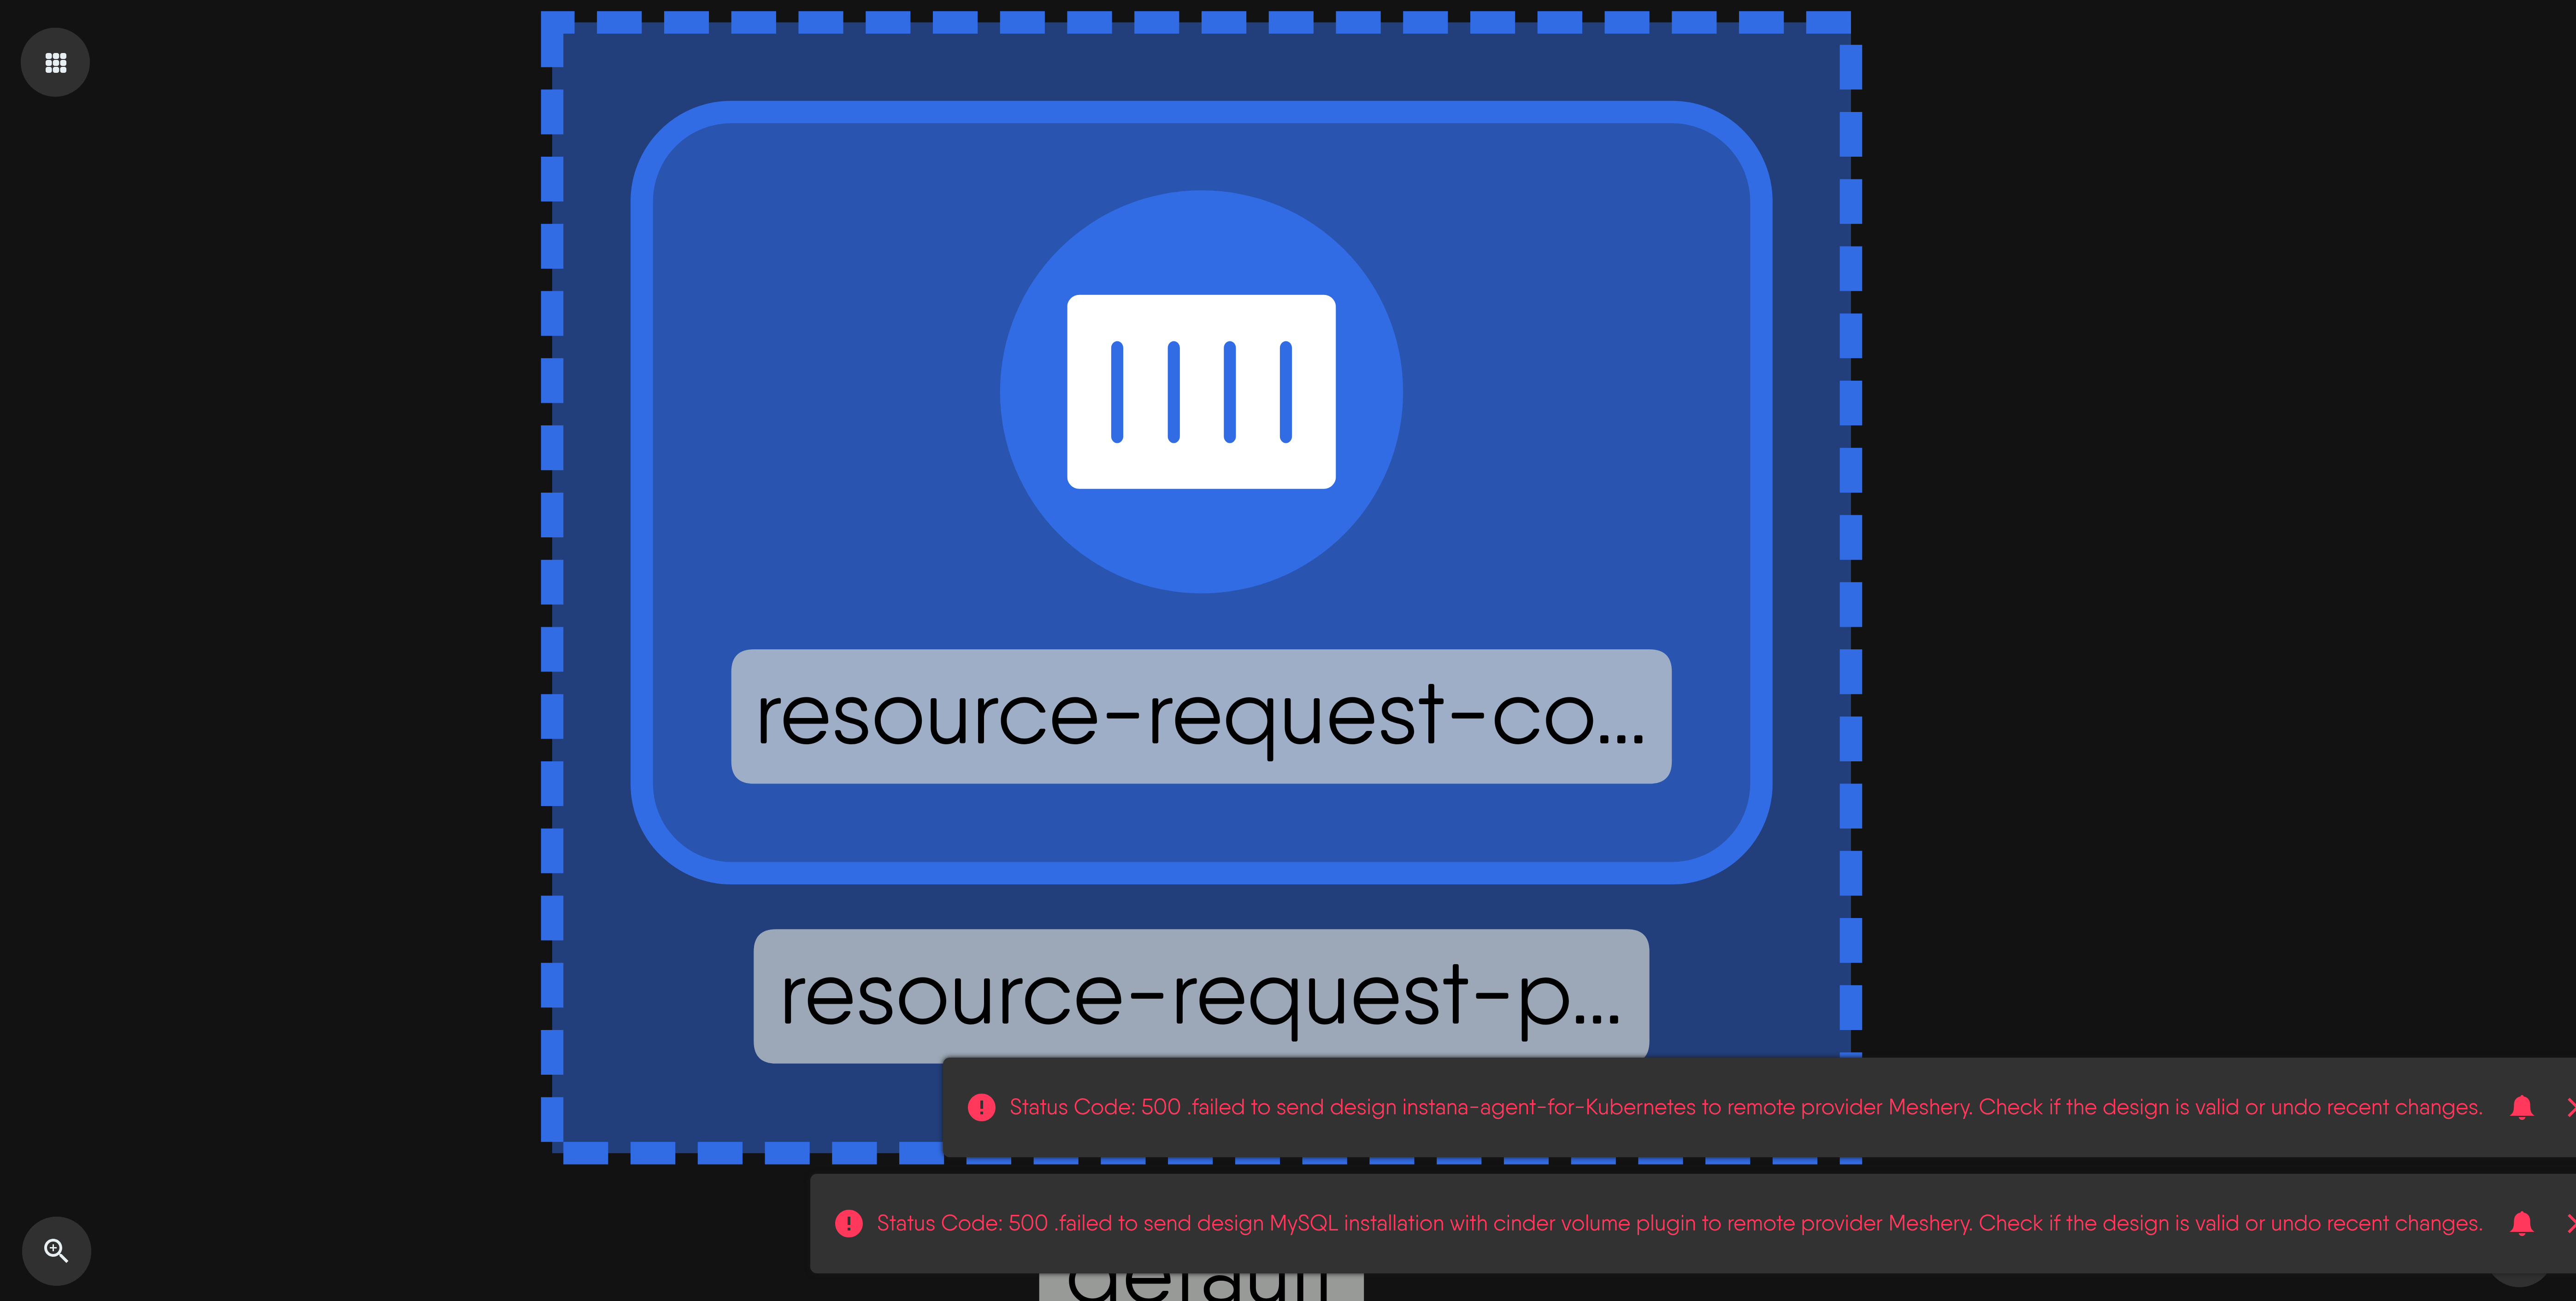 resource-request-co...
resource-request-p...
Status Code: 500 .failed to send design instana-agent-for-Kubernetes to remote provider Meshery. Check if the design is valid or undo recent changes.
Status Code: 500 .failed to send design MySQL installation with cinder volume plugin to remote provider Meshery. Check if the design is valid or undo recent changes.
default